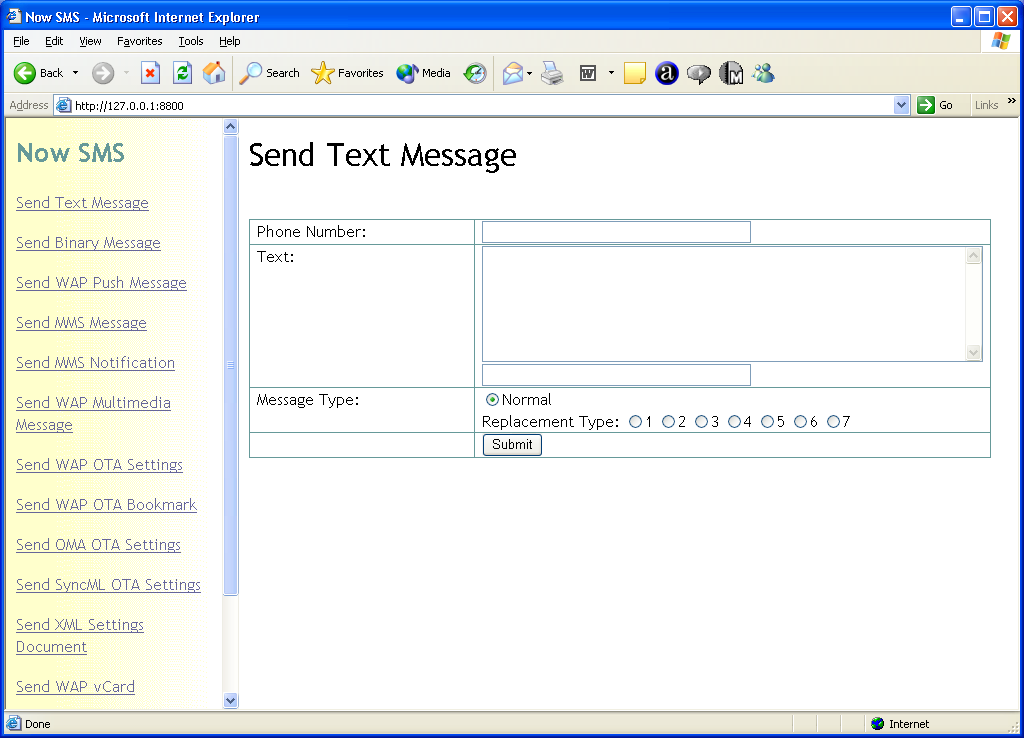 Now SMS - Microsoft Internet Explorer
File Edit View Favorites Tools Help
Back Search Favorites Media
Address http://127.0.0.1:8800 Go Links »
Now SMS
Send Text Message
Send Binary Message
Send WAP Push Message
Send MMS Message
Send MMS Notification
Send WAP Multimedia
Message
Send WAP OTA Settings
Send WAP OTA Bookmark
Send OMA OTA Settings
Send SyncML OTA Settings
Send XML Settings
Document
Send WAP vCard
Send Text Message
Phone Number:
Text:
Message Type: Normal
Replacement Type: 1 2 3 4 5 6 7
Submit
Done Internet